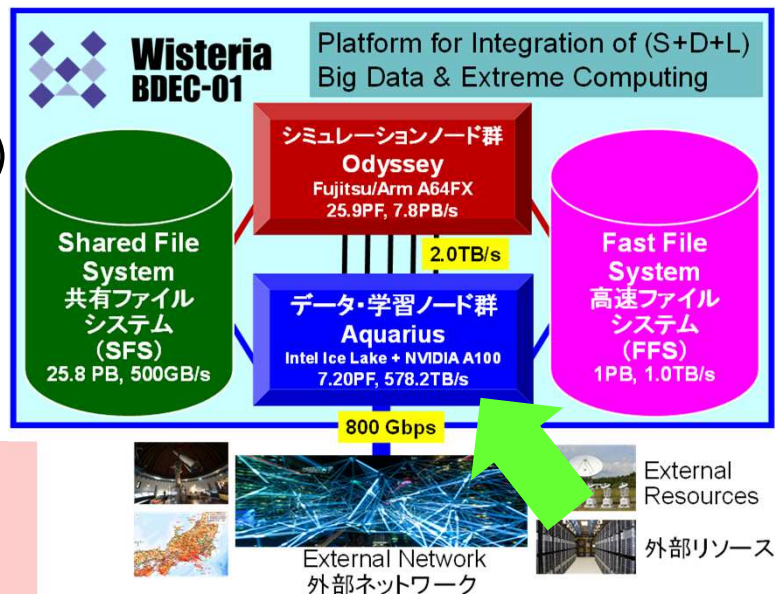 Wisteria
BDEC-01
Platform for Integration of (S+D+L)
Big Data & Extreme Computing
シミュレーションノード群
Odyssey
Fujitsu/Arm A64FX
25.9PF, 7.8PB/s
2.0TB/s
Shared File
System
共有ファイル
システム
(SFS)
25.8 PB, 500GB/s
データ・学習ノード群
Aquarius
Intel Ice Lake + NVIDIA A100
7.20PF, 578.2TB/s
Fast File
System
高速ファイル
システム
(FFS)
1PB, 1.0TB/s
800 Gbps
External Network
外部ネットワーク
External
Resources
外部リソース
)